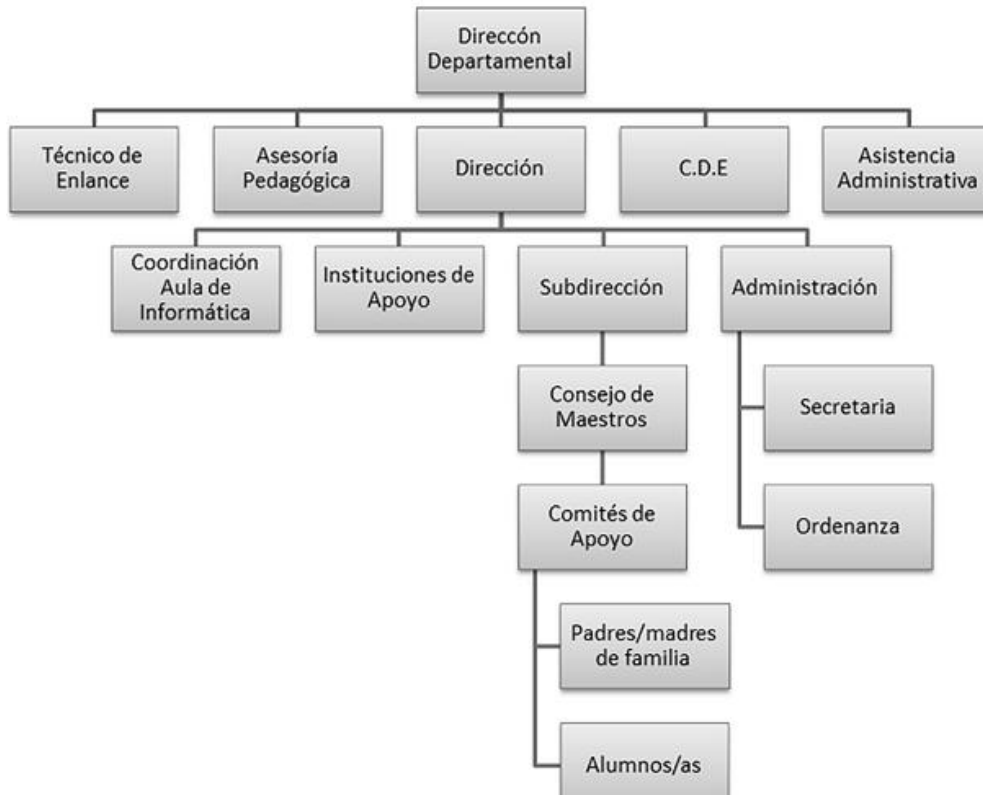 Direccón
Departamental
Técnico de
Enlance
Asesoría
Pedagógica
Dirección
C.D.E
Asistencia
Administrativa
Coordinación
Aula de
Informática
Instituciones de
Apoyo
Subdirección
Administración
Consejo de
Maestros
Secretaria
Comités de
Apoyo
Ordenanza
Padres/madres
de familia
Alumnos/as